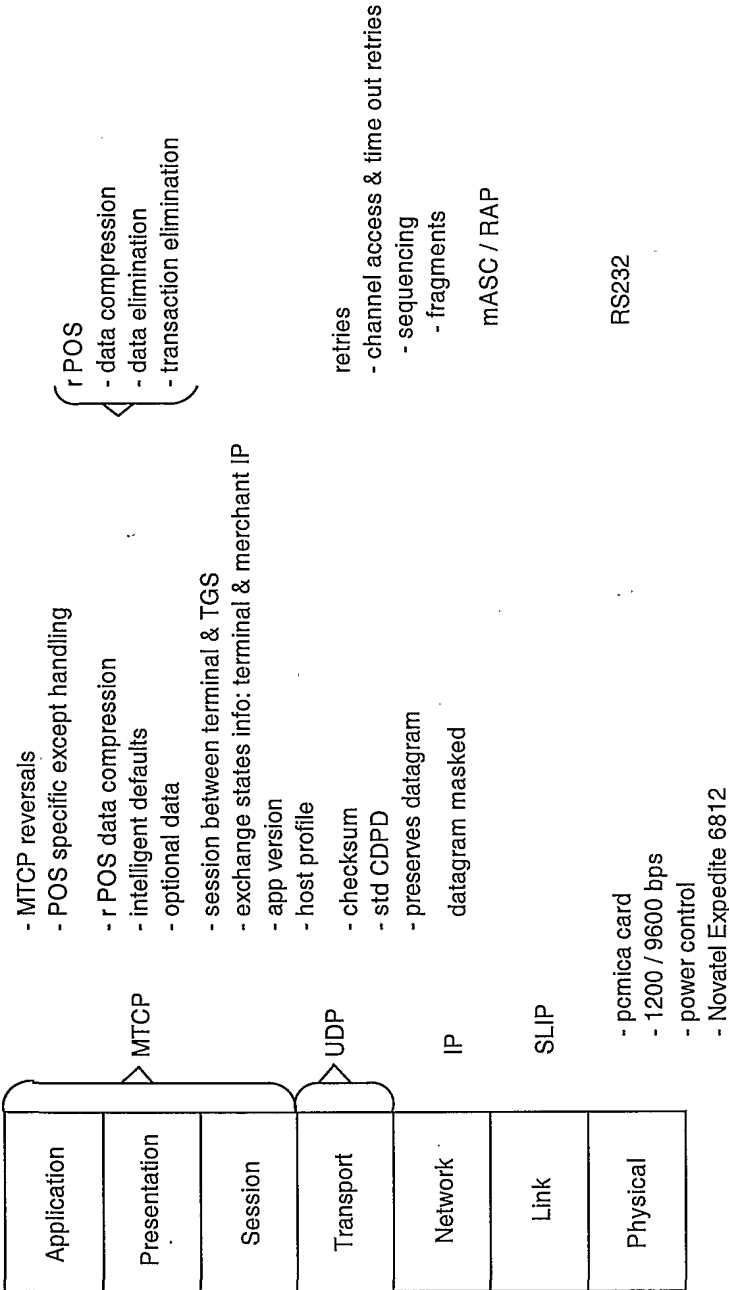 Application
Presentation
Session
Transport
Network
Link
Physical
MTCP
UDP
IP
SLIP
- MTCP reversals
- POS specific except handling
- r POS data compression
- intelligent defaults
- optional data
- session between terminal & TGS
- exchange states info: terminal & merchant IP
- app version
- host profile
- checksum
- std CDPD
- preserves datagram
datagram masked
- pcmica card
- 1200 / 9600 bps
- power control
- Novatel Expedite 6812
r POS
- data compression
- data elimination
- transaction elimination
retries
- channel access & time out retries
- sequencing
- fragments
mASC / RAP
RS232